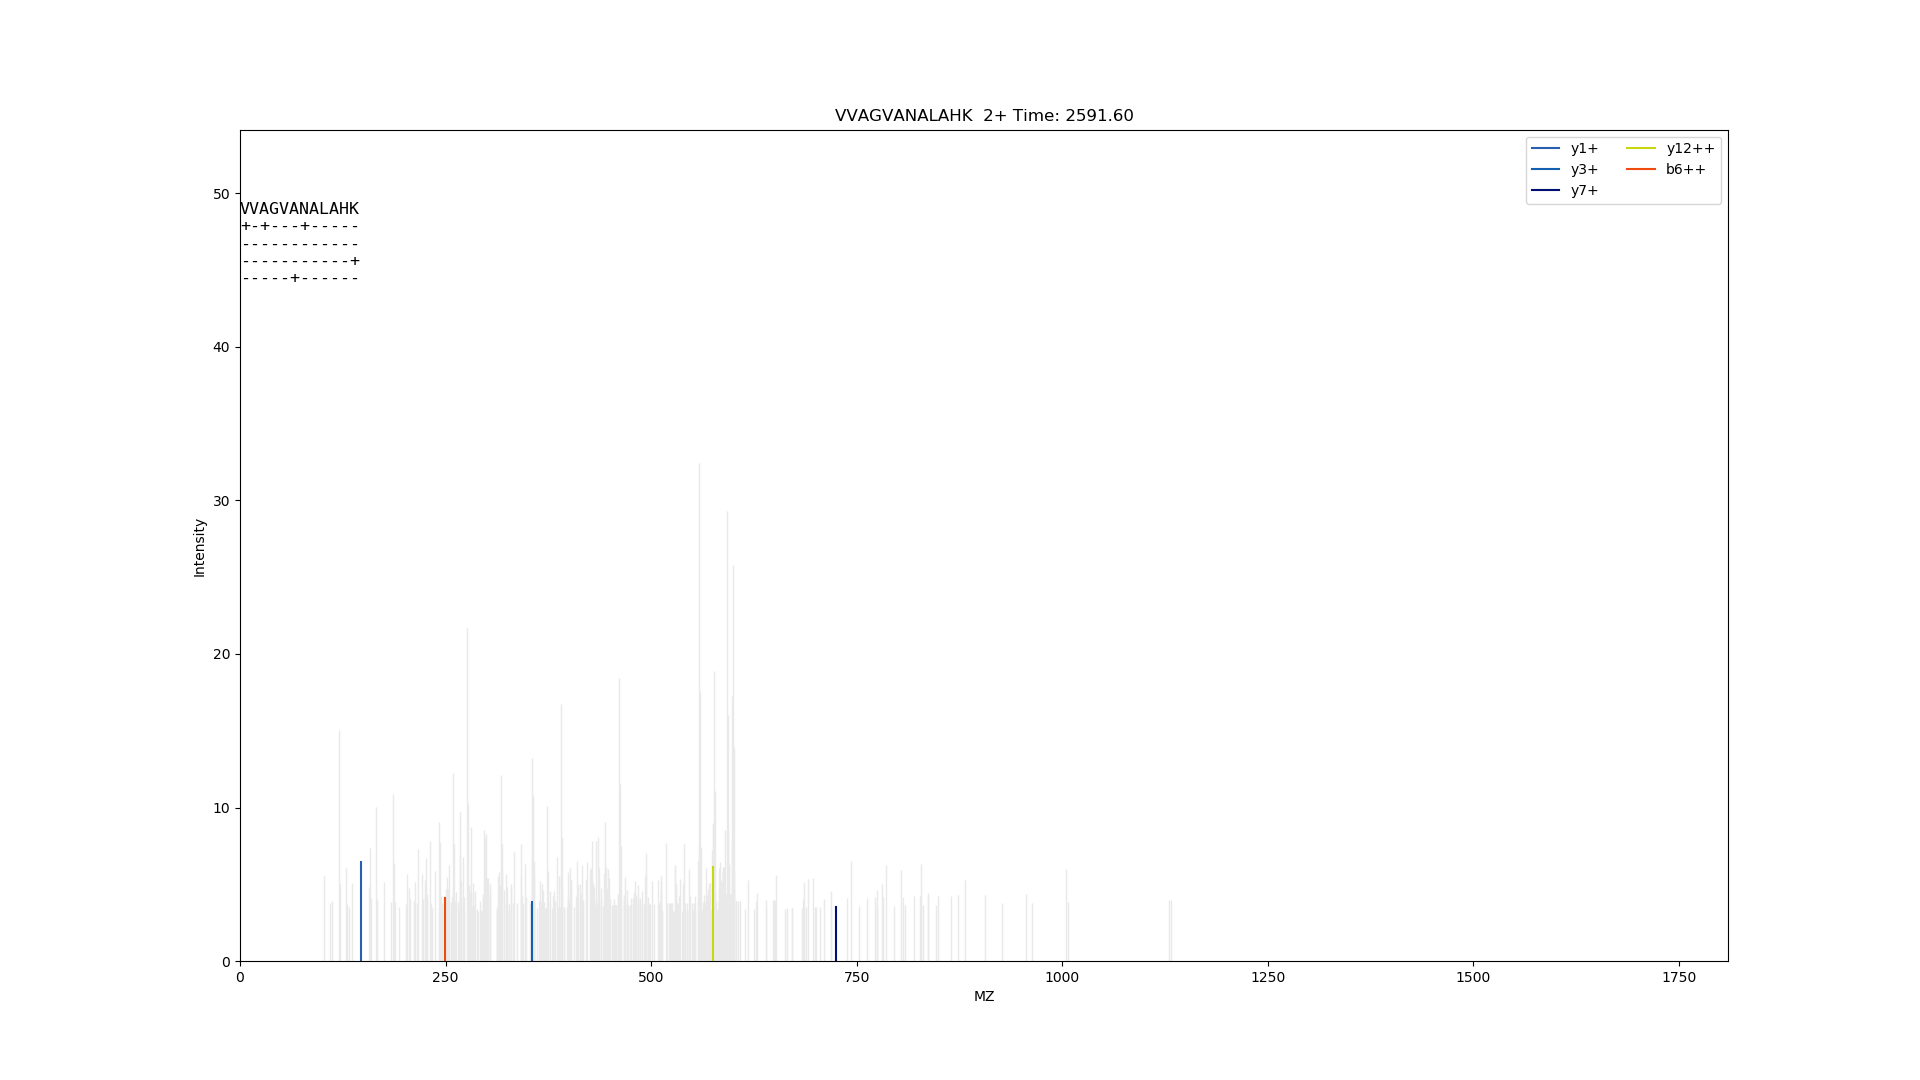 VVAGVANALAHK  2+ Time: 2591.60
y1+
y3+
y7+
y12++
b6++
50
VVAGVANALAHK
+-+---+-----
------------
-----------+
-----+------
40
30
20
10
0
Intensity
0 250 500 750 1000 1250 1500 1750
MZ